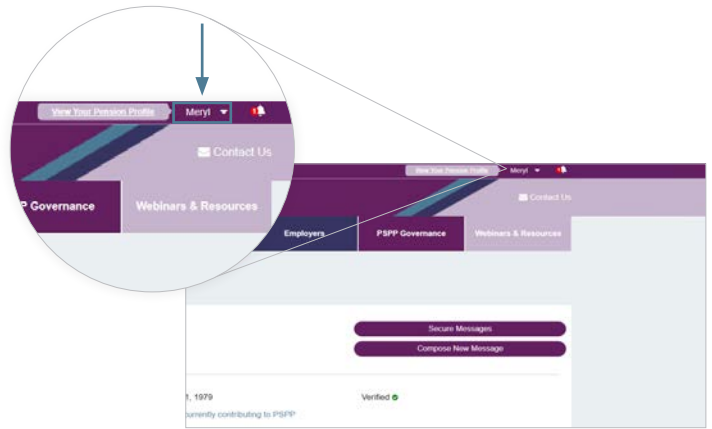 View Your Pension Profile
Meryl
1
Contact Us
P Governance
Webinars & Resources
View Your Pension Profile
Meryl
Contact Us
Employers
PSPP Governance
Webinars & Resources
Secure Messages
Compose New Message
1, 1979
Verified
currently contributing to PSPP